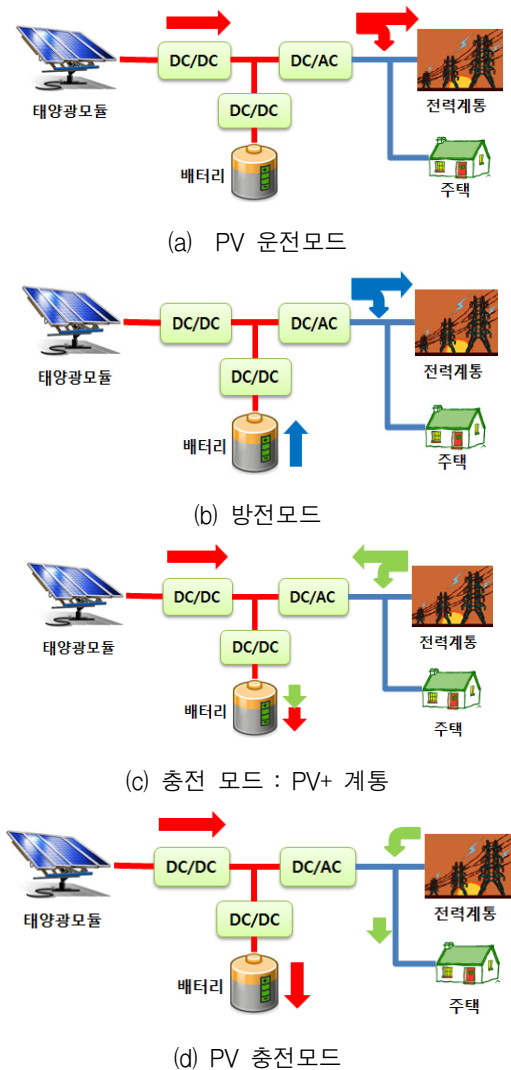 DC/DC
DC/AC
전력계통
태양광모듈
DC/DC
배터리
주택
(a) PV 운전모드
DC/DC
DC/AC
태양광모듈
전력계통
DC/DC
배터리
주택
(b) 방전모드
DC/DC
DC/AC
태양광모듈
전력계통
DC/DC
배터리
주택
(c) 충전 모드 : PV+ 계통
DC/DC
DC/AC
태양광모듈
전력계통
DC/DC
배터리
주택
(d) PV 충전모드